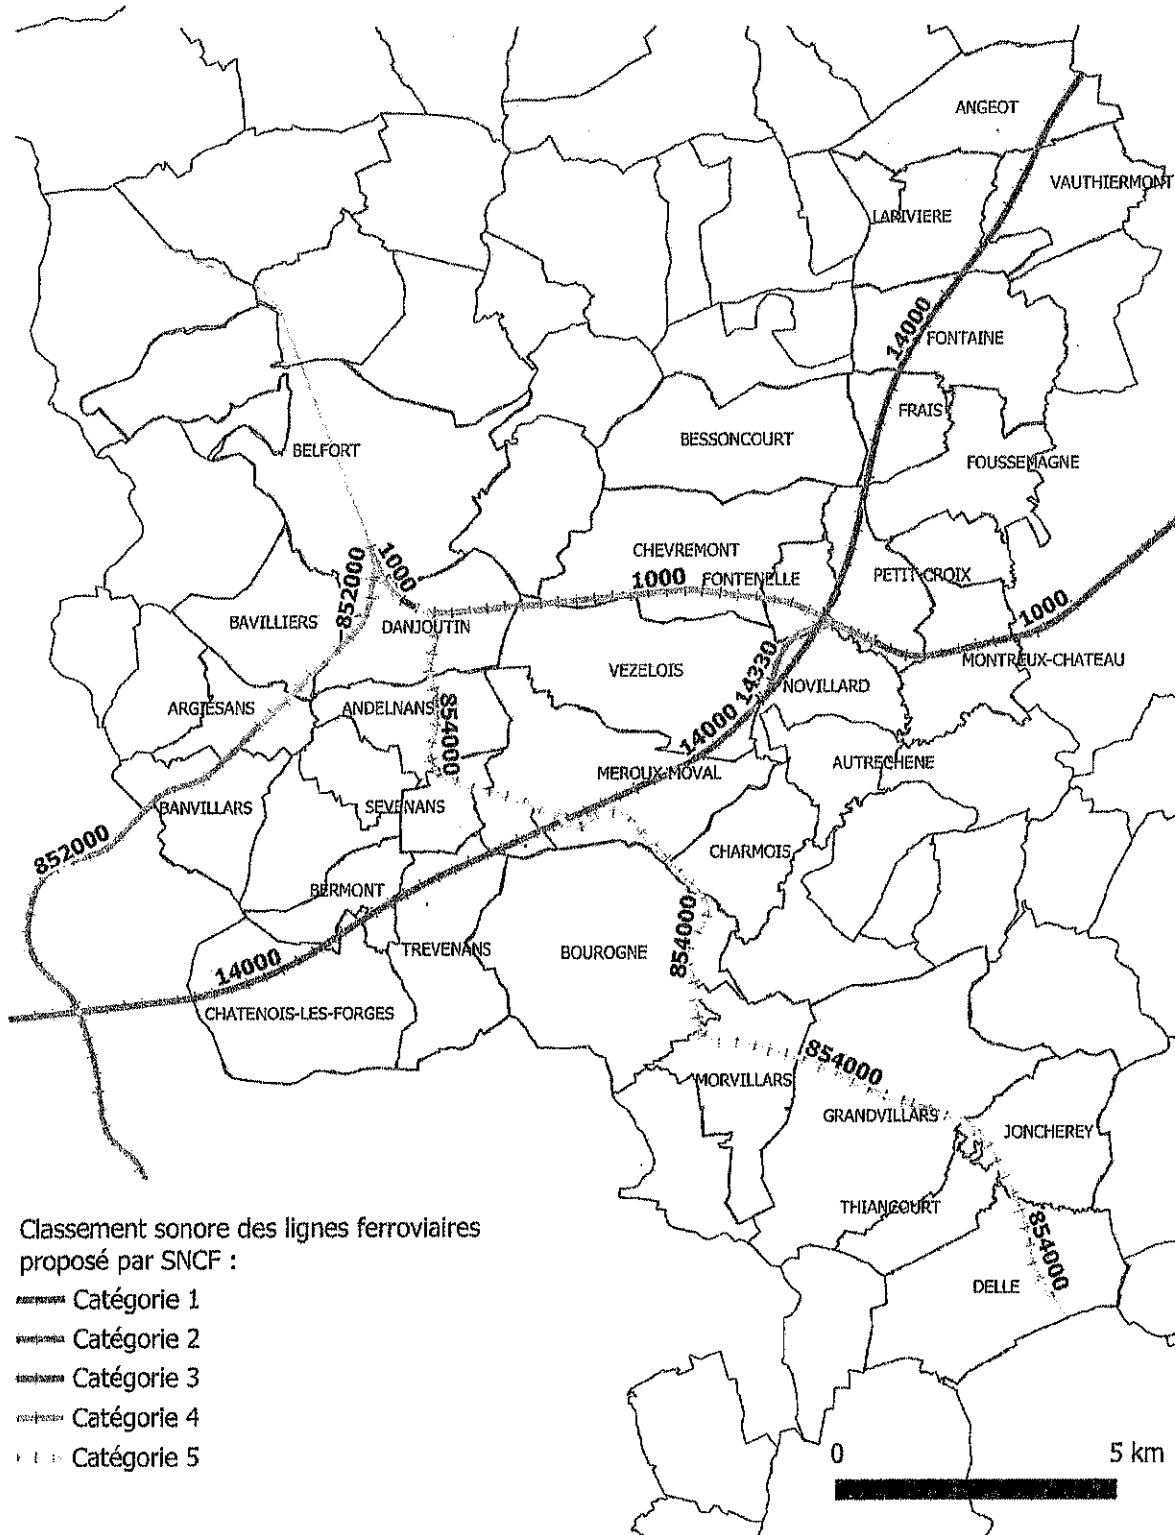 ANGEOT
VAUTHIERMONT
LARIVIERE
14000
FONTAINE
FRAIS
BELFORT
BESSONCOURT
FOUSSEMAGNE
852000
1000
CHEVREMONT
1000
FONTENELLE
PETIT-CROIX
1000
BAVILLIERS
DANJOUTIN
VEZELOIS
14330
NOVILLARD
MONTREUX-CHATEAU
ARGIESANS
ANDELNANS
854000
14000
MEROUX-MOVAL
AUTRECHENE
BANVILLARS
SEVENANS
852000
CHARMOIS
BERMONT
14000
TREVENANS
BOUROGNE
854000
CHATENOIS-LES-FORGES
854000
MORVILLARS
GRANDVILLARS
JONCHEREY
THIANCOURT
854000
DELLE
Classement sonore des lignes ferroviaires
proposé par SNCF :
Catégorie 1
Catégorie 2
Catégorie 3
Catégorie 4
Catégorie 5
0 5 km